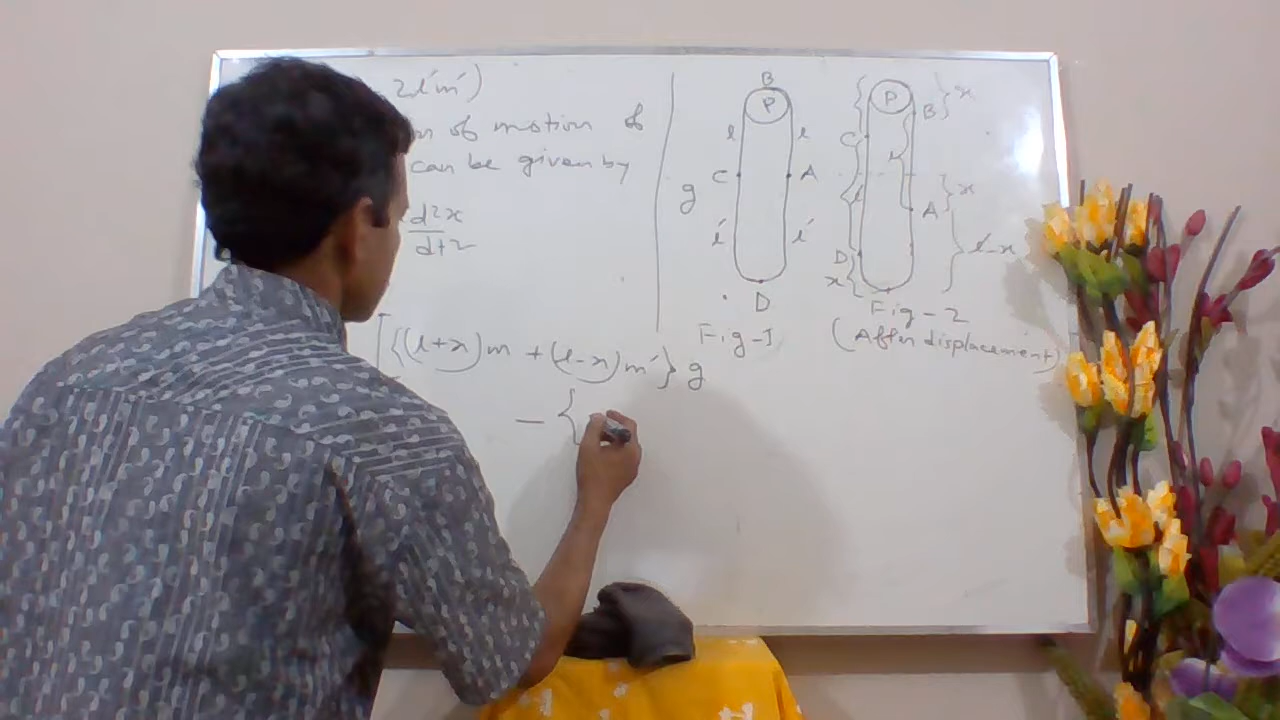 2l'm')
of motion of
can be given by
d²x
dt2
[{(l+x)m + (l-x)m'} g
- {
B
P
l l
C A
g
l' l'
D
Fig-1
P
B } x
C
l
A } x
D } l'-x
x
Fig-2
(After displacement)